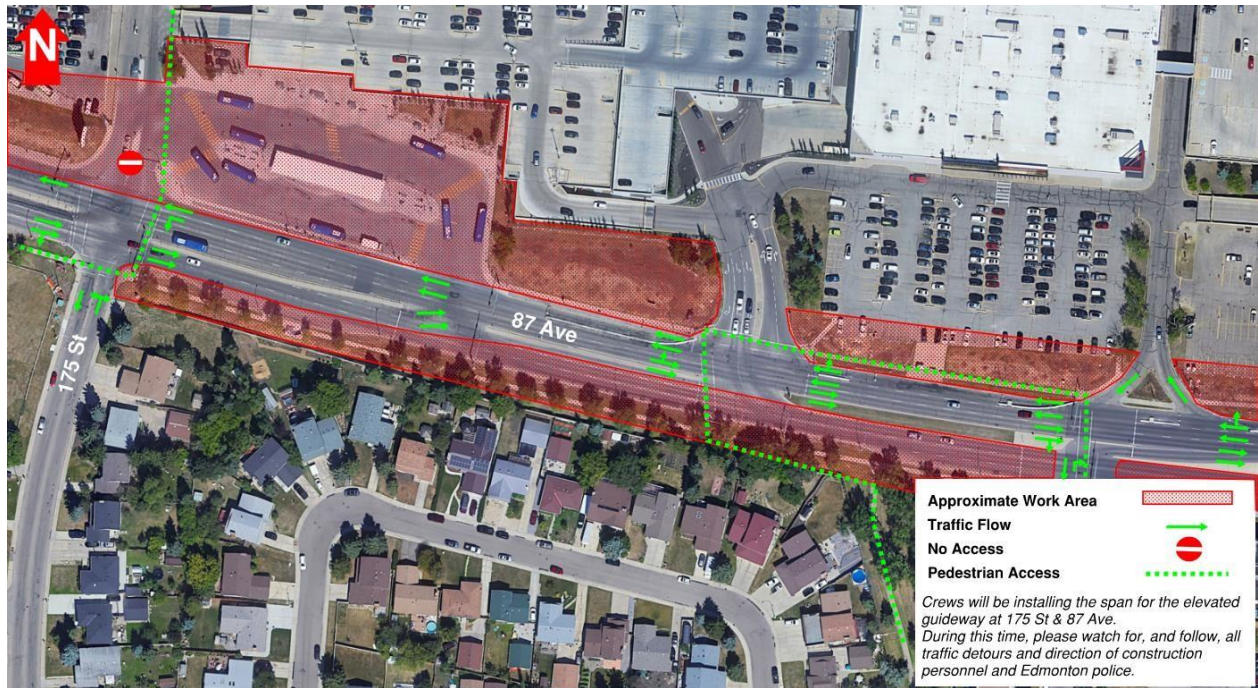 N
87 Ave
175 St
Approximate Work Area
Traffic Flow
No Access
Pedestrian Access
Crews will be installing the span for the elevated
guideway at 175 St & 87 Ave.
During this time, please watch for, and follow, all
traffic detours and direction of construction
personnel and Edmonton police.